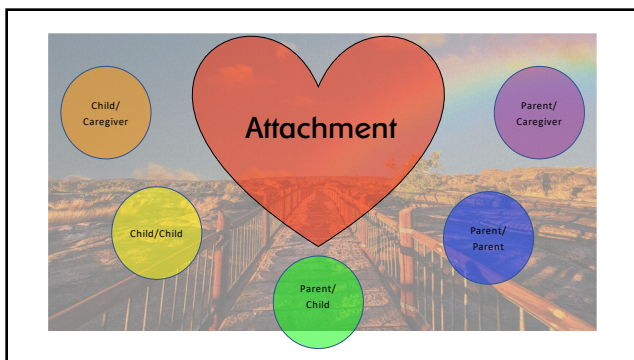 Attachment
Child/
Caregiver
Parent/
Caregiver
Child/Child
Parent/
Parent
Parent/
Child